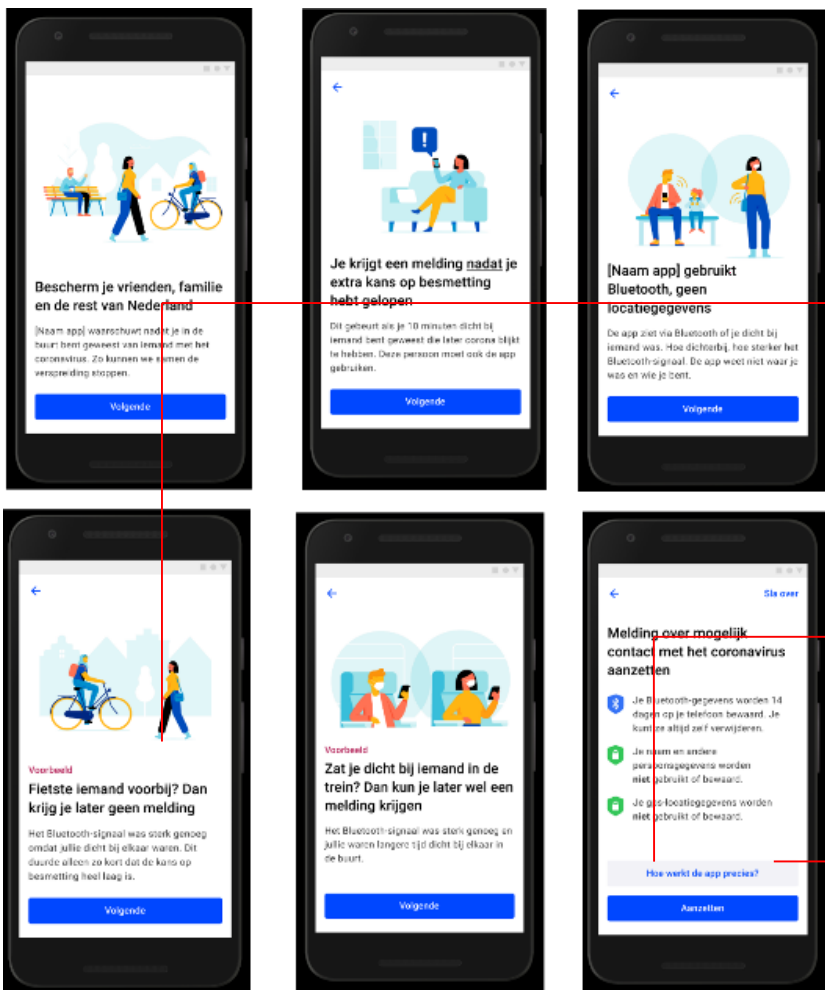 Bescherm je vrienden, familie
en de rest van Nederland
[Naam app] waarschuwt nadat je in de
buurt bent geweest van iemand met het
coronavirus. Zo kunnen we samen de
verspreiding stoppen.
Volgende
Je krijgt een melding nadat je
extra kans op besmetting
hebt gelopen
Dit gebeurt als je 10 minuten dicht bij
iemand bent geweest die later corona blijkt
te hebben. Deze persoon moet ook de app
gebruiken.
Volgende
[Naam app] gebruikt
Bluetooth, geen
locatiegegevens
De app ziet via Bluetooth of je dicht bij
iemand was. Hoe dichterbij, hoe sterker het
Bluetooth-signaal. De app weet niet waar je
was en wie je bent.
Volgende
Voorbeeld
Fietste iemand voorbij? Dan
krijg je later geen melding
Het Bluetooth-signaal was sterk genoeg
omdat jullie dicht bij elkaar waren. Dit
duurde alleen zo kort dat de kans op
besmetting heel laag is.
Volgende
Voorbeeld
Zat je dicht bij iemand in de
trein? Dan kun je later wel een
melding krijgen
Het Bluetooth-signaal was sterk genoeg en
jullie waren langere tijd dicht bij elkaar in
de buurt.
Volgende
Sla over
Melding over mogelijk
contact met het coronavirus
aanzetten
Je Bluetooth-gegevens worden 14
dagen op je telefoon bewaard. Je
kunt ze altijd zelf verwijderen.
Je naam en andere
persoonsgegevens worden
niet gebruikt of bewaard.
Je gps-locatiegegevens worden
niet gebruikt of bewaard.
Hoe werkt de app precies?
Aanzetten